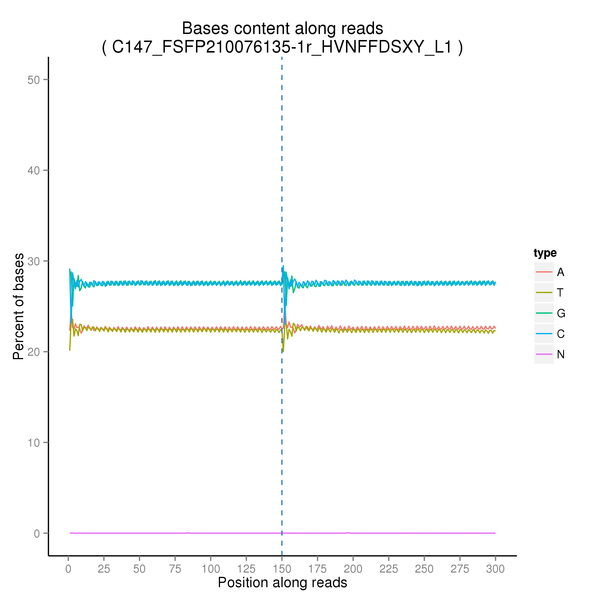 Bases content along reads
( C147_FSFP210076135-1r_HVNFFDSXY_L1 )
50
40
30
20
10
0
Percent of bases
0 25 50 75 100 125 150 175 200 225 250 275 300
Position along reads
type
A
T
G
C
N